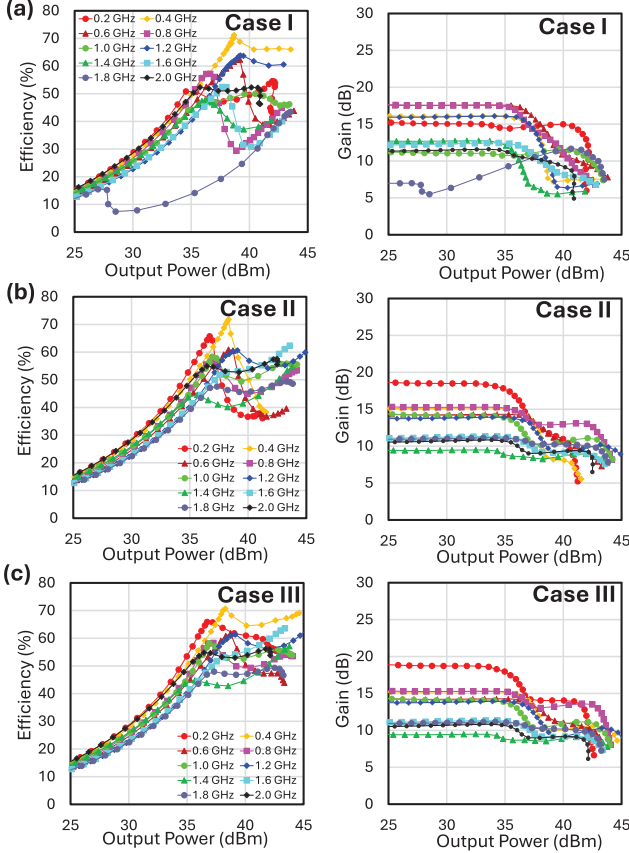 (a)
Case I
80
70
60
50
40
30
20
10
0
Efficiency (%)
0.2 GHz
0.4 GHz
0.6 GHz
0.8 GHz
1.0 GHz
1.2 GHz
1.4 GHz
1.6 GHz
1.8 GHz
2.0 GHz
25
30
35
40
45
Output Power (dBm)
Case I
30
25
20
15
10
5
0
Gain (dB)
25
30
35
40
45
Output Power (dBm)
(b)
Case II
80
70
60
50
40
30
20
10
0
Efficiency (%)
0.2 GHz
0.4 GHz
0.6 GHz
0.8 GHz
1.0 GHz
1.2 GHz
1.4 GHz
1.6 GHz
1.8 GHz
2.0 GHz
25
30
35
40
45
Output Power (dBm)
Case II
30
25
20
15
10
5
0
Gain (dB)
25
30
35
40
45
Output Power (dBm)
(c)
Case III
80
70
60
50
40
30
20
10
0
Efficiency (%)
0.2 GHz
0.4 GHz
0.6 GHz
0.8 GHz
1.0 GHz
1.2 GHz
1.4 GHz
1.6 GHz
1.8 GHz
2.0 GHz
25
30
35
40
45
Output Power (dBm)
Case III
30
25
20
15
10
5
0
Gain (dB)
25
30
35
40
45
Output Power (dBm)